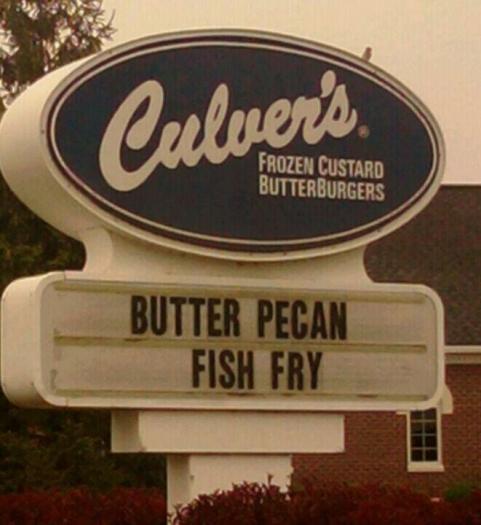 Culver's®
FROZEN CUSTARD
BUTTERBURGERS
BUTTER PECAN
FISH FRY